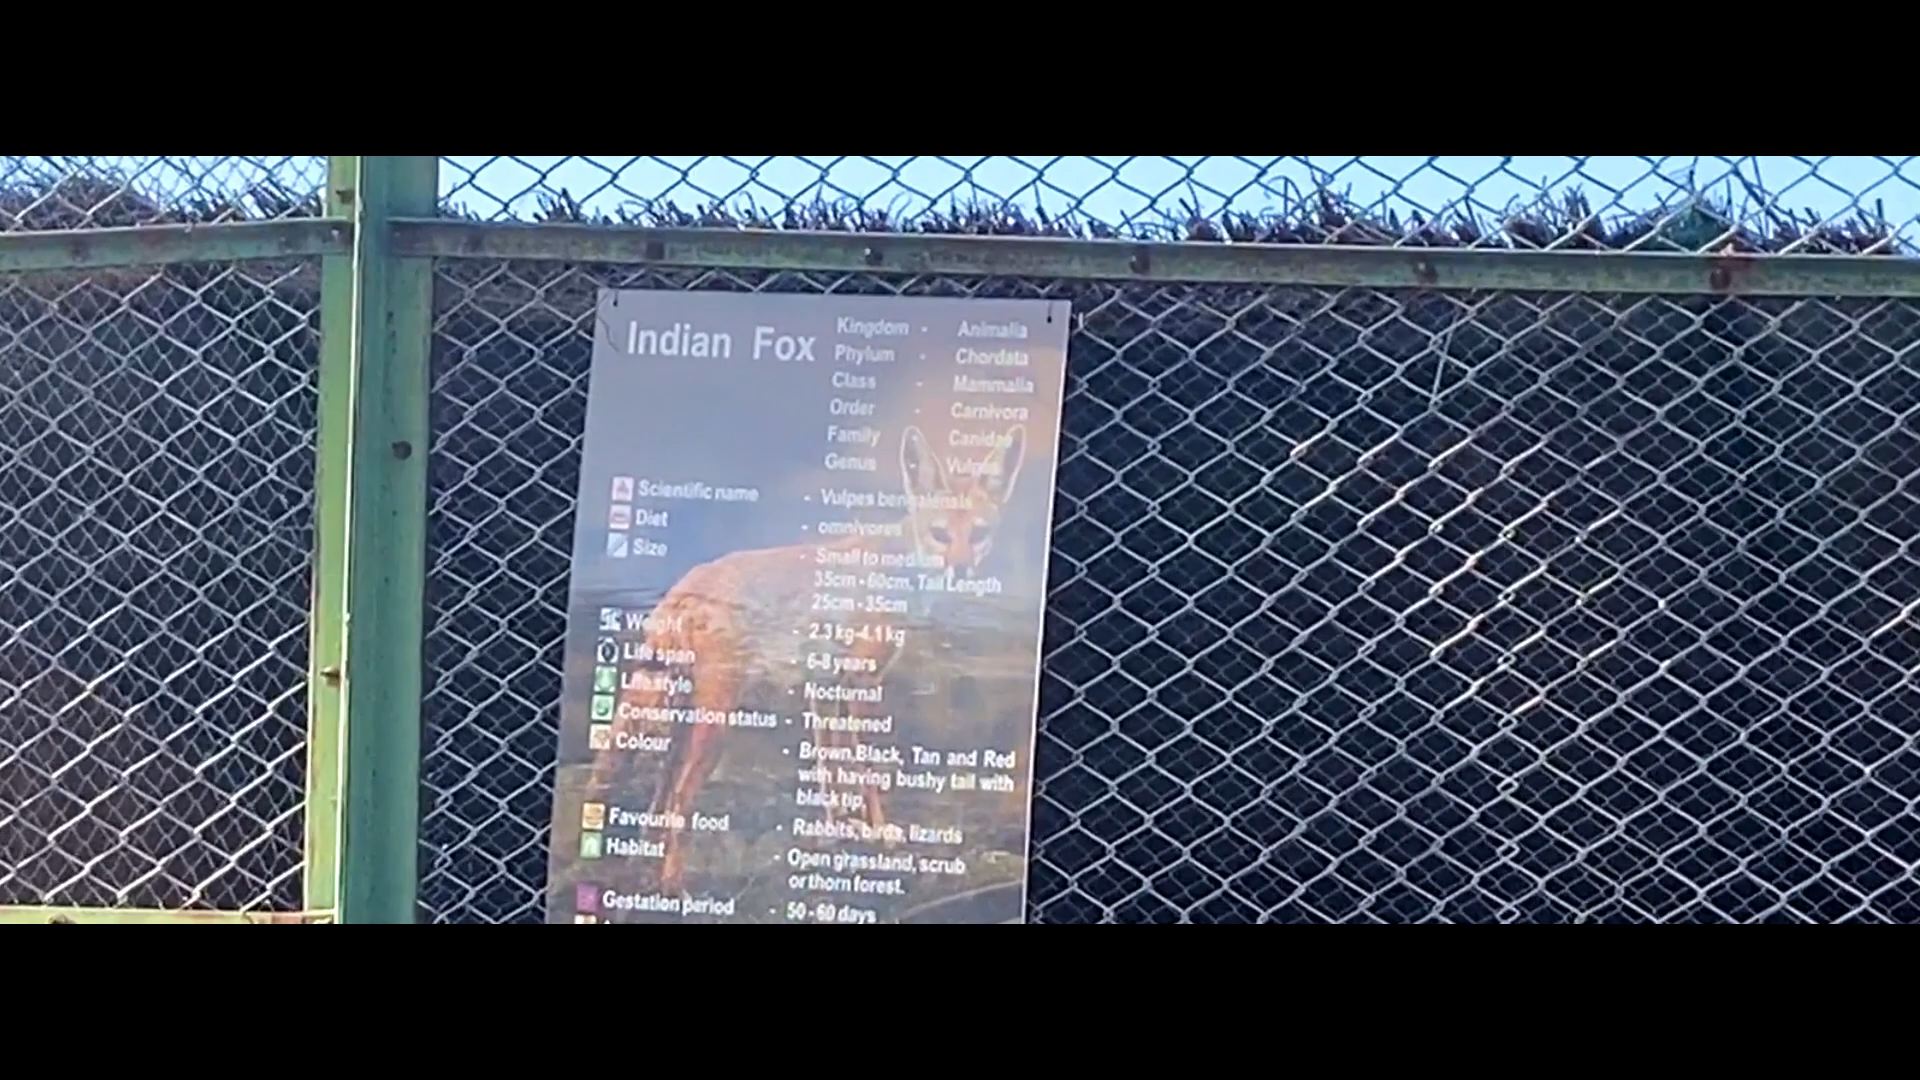 Indian Fox
Kingdom - Animalia
Phylum - Chordata
Class - Mammalia
Order - Carnivora
Family - Canidae
Genus - Vulpes
Scientific name - Vulpes bengalensis
Diet - omnivores
Size - Small to medium
35cm - 60cm, Tail Length
25cm - 35cm
Weight - 2.3 kg-4.1 kg
Life span - 6-8 years
Life style - Nocturnal
Conservation status - Threatened
Colour - Brown,Black, Tan and Red
with having bushy tail with
black tip.
Favourite food - Rabbits, birds, lizards
Habitat - Open grassland, scrub
or thorn forest.
Gestation period - 50 - 60 days